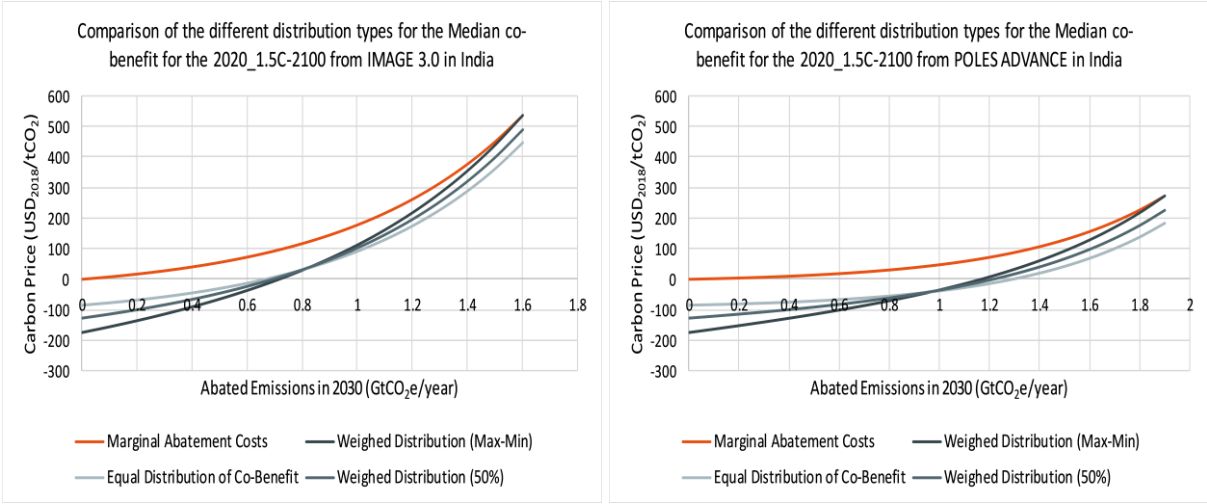 Comparison of the different distribution types for the Median co-
benefit for the 2020_1.5C-2100 from IMAGE 3.0 in India
Carbon Price (USD2018/tCO2)
600
500
400
300
200
100
0
-100
-200
-300
0 0.2 0.4 0.6 0.8 1 1.2 1.4 1.6 1.8
Abated Emissions in 2030 (GtCO2e/year)
Marginal Abatement Costs Weighed Distribution (Max-Min)
Equal Distribution of Co-Benefit Weighed Distribution (50%)
Comparison of the different distribution types for the Median co-
benefit for the 2020_1.5C-2100 from POLES ADVANCE in India
Carbon Price (USD2018/tCO2)
600
500
400
300
200
100
0
-100
-200
-300
0 0.2 0.4 0.6 0.8 1 1.2 1.4 1.6 1.8 2
Abated Emissions in 2030 (GtCO2e/year)
Marginal Abatement Costs Weighed Distribution (Max-Min)
Equal Distribution of Co-Benefit Weighed Distribution (50%)